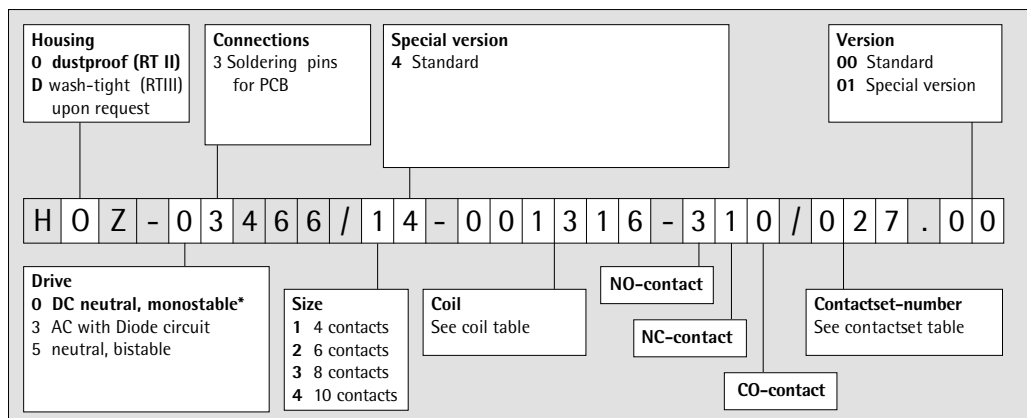 Housing
0 dustproof (RT II)
D wash-tight (RTIII)
upon request
Connections
3 Soldering pins
for PCB
Special version
4 Standard
Version
00 Standard
01 Special version
H O Z - 0 3 4 6 6 / 1 4 - 0 0 1 3 1 6 - 3 1 0 / 0 2 7 . 0 0
Drive
0 DC neutral, monostable*
3 AC with Diode circuit
5 neutral, bistable
Size
1 4 contacts
2 6 contacts
3 8 contacts
4 10 contacts
Coil
See coil table
NO-contact
NC-contact
CO-contact
Contactset-number
See contactset table